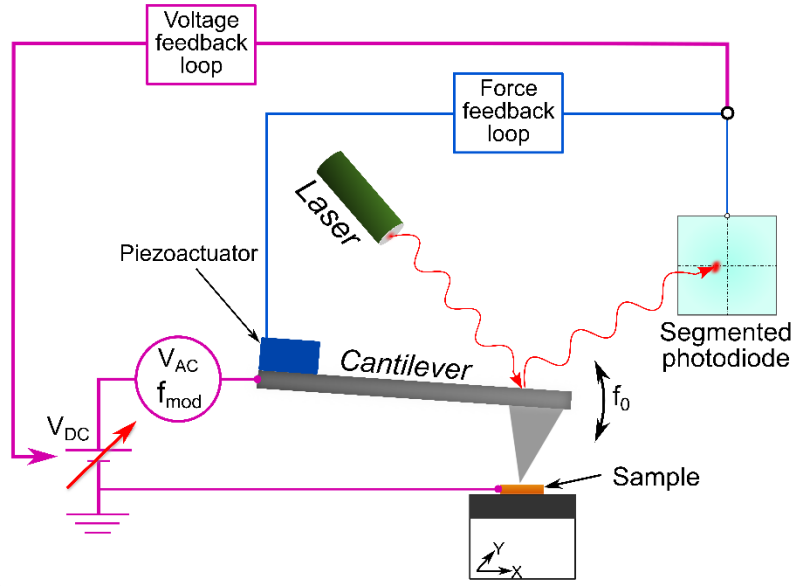 Voltage
feedback
loop
Force
feedback
loop
Laser
Piezoactuator
Segmented
photodiode
Cantilever
V_AC
f_mod
f_0
V_DC
Sample
Y
X